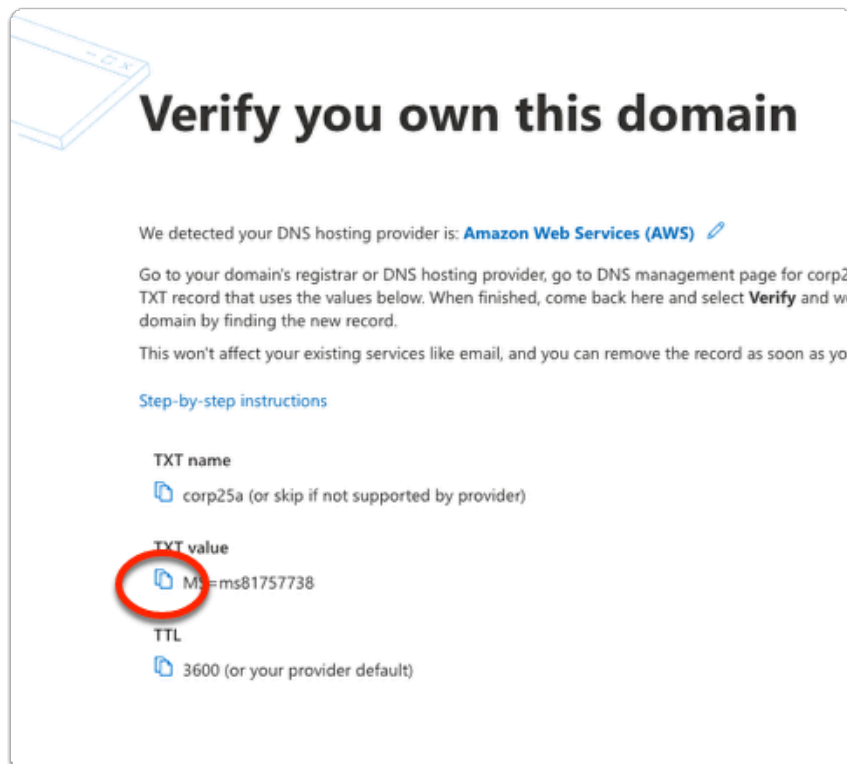 Verify you own this domain
We detected your DNS hosting provider is: Amazon Web Services (AWS)
Go to your domain's registrar or DNS hosting provider, go to DNS management page for
TXT record that uses the values below. When finished, come back here and select Verify and
domain by finding the new record.
This won't affect your existing services like email, and you can remove the record as soon as
Step-by-step instructions
TXT name
corp25a (or skip if not supported by provider)
TXT value
MS=ms81757738
TTL
3600 (or your provider default)